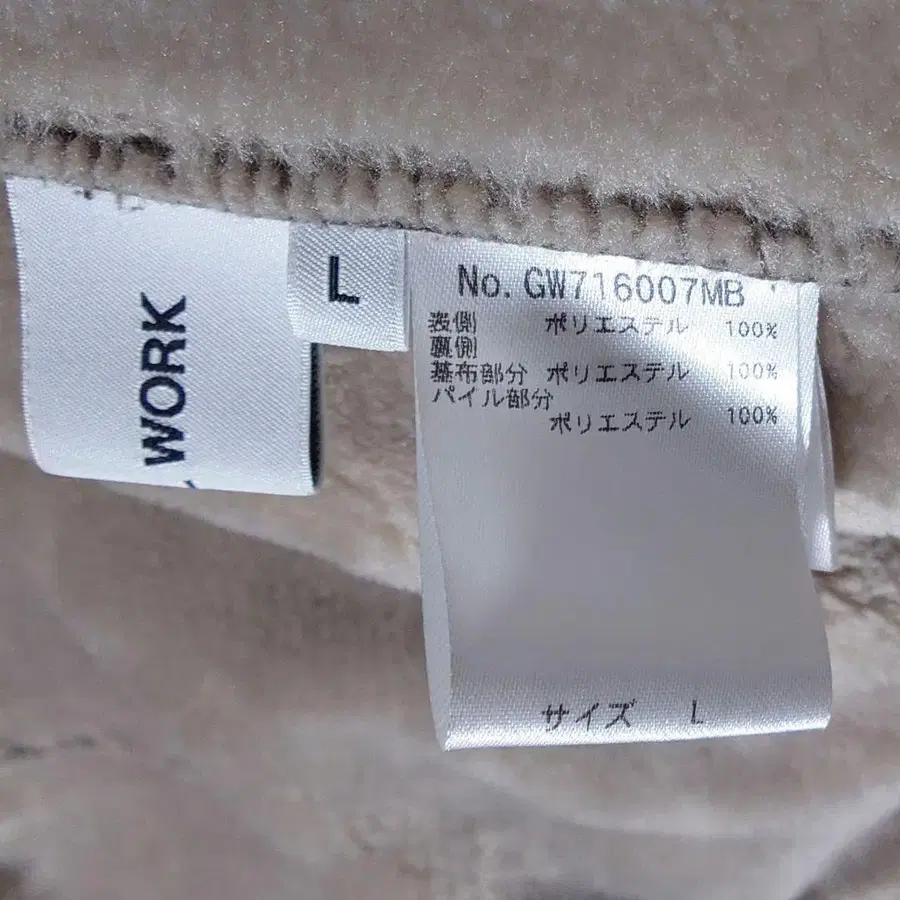 WORK
L
No. GW716007MB
表側 ポリエステル 100%
裏側
基布部分 ポリエステル 100%
パイル部分
ポリエステル 100%
サイズ L